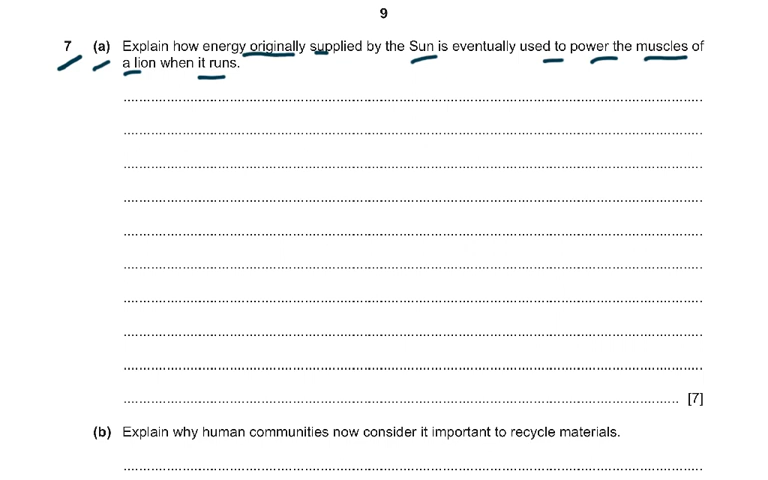 9
7 (a) Explain how energy originally supplied by the Sun is eventually used to power the muscles of
a lion when it runs.
[7]
(b) Explain why human communities now consider it important to recycle materials.